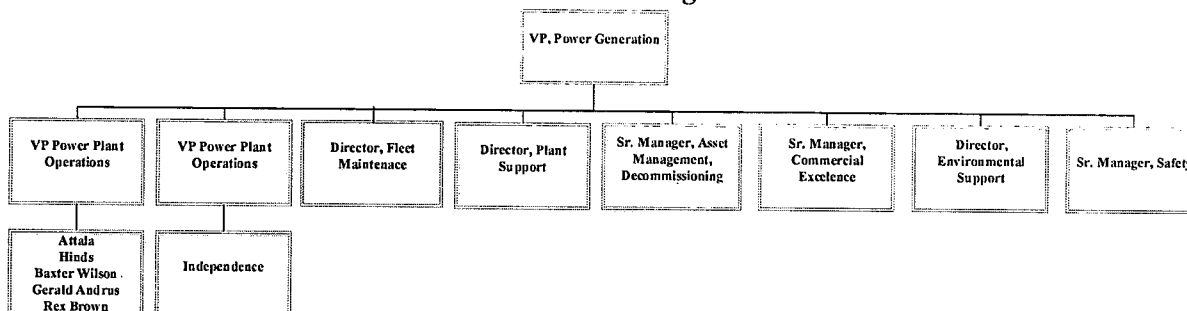 VP, Power Generation
VP Power Plant
Operations
VP Power Plant
Operations
Director, Fleet
Maintenace
Director, Plant
Support
Sr. Manager, Asset
Management,
Decommissioning
Sr. Manager,
Commercial
Excelence
Director,
Environmental
Support
Sr. Manager, Safety
Attala
Hinds
Baxter Wilson
Gerald Andrus
Rex Brown
Independence